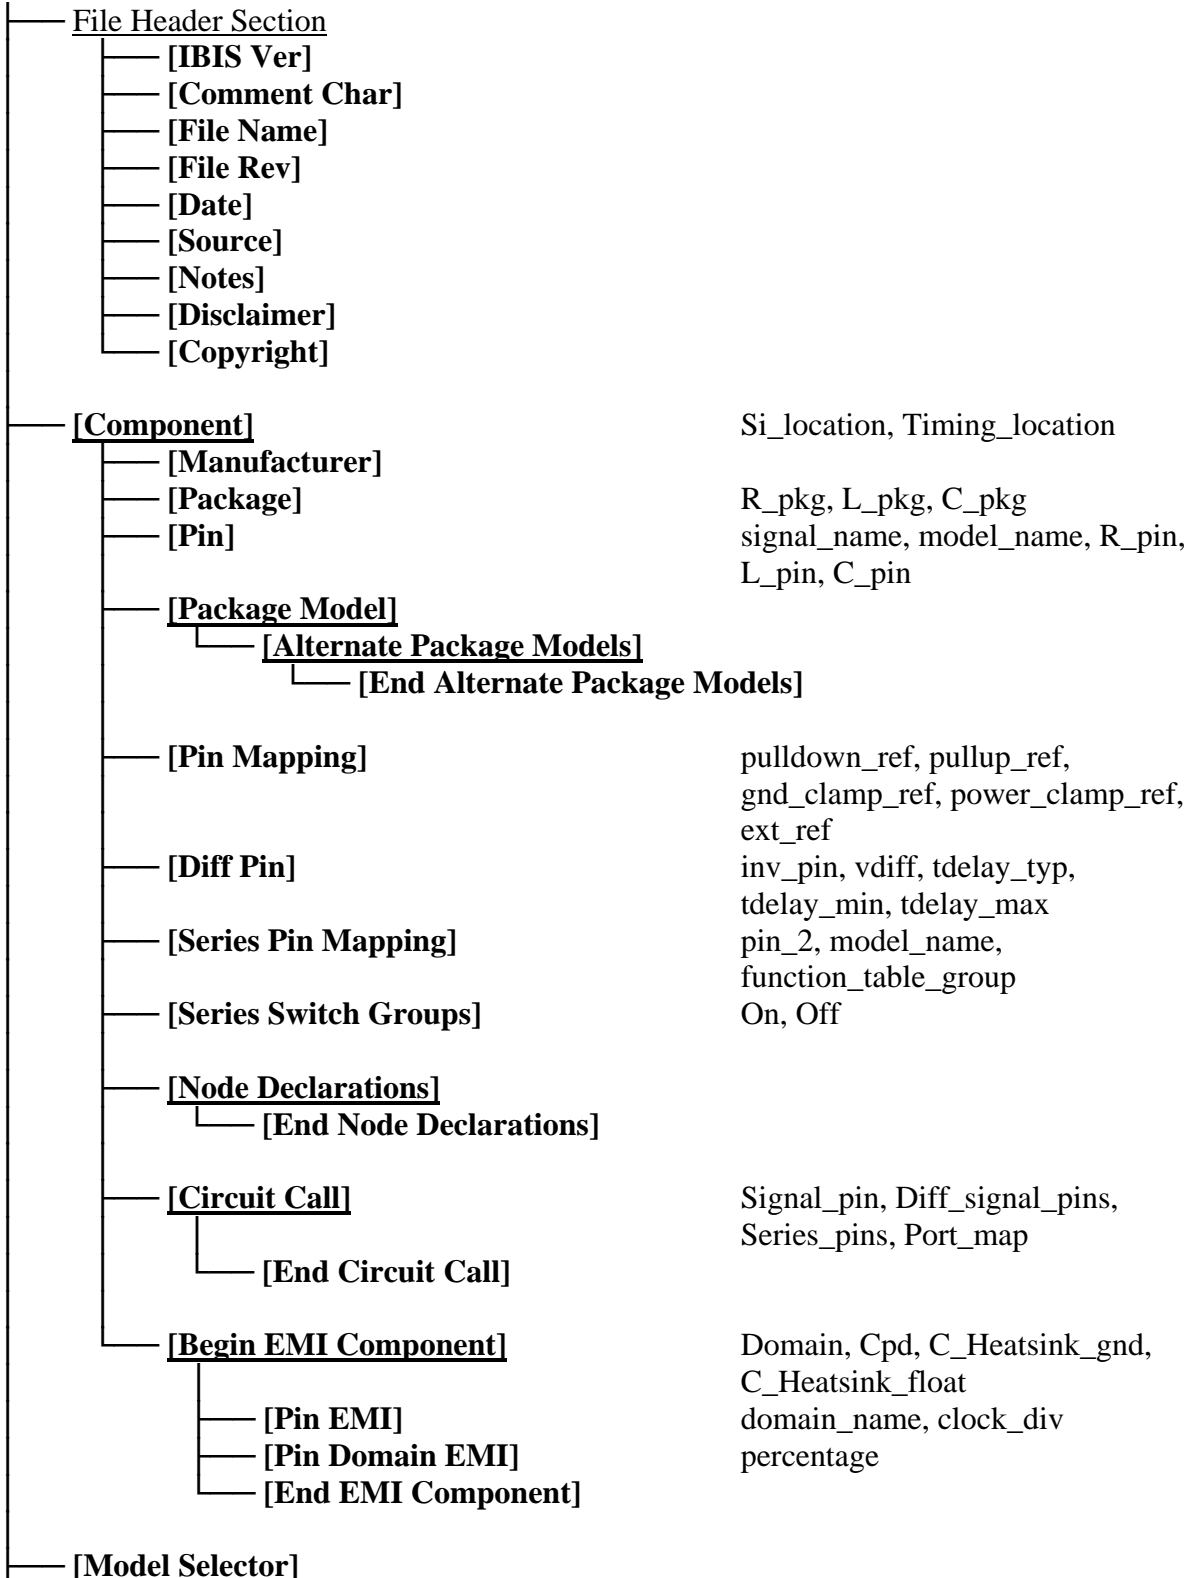 File Header Section
[IBIS Ver]
[Comment Char]
[File Name]
[File Rev]
[Date]
[Source]
[Notes]
[Disclaimer]
[Copyright]
[Component] Si_location, Timing_location
[Manufacturer]
[Package] R_pkg, L_pkg, C_pkg
[Pin] signal_name, model_name, R_pin,
L_pin, C_pin
[Package Model]
[Alternate Package Models]
[End Alternate Package Models]
[Pin Mapping] pulldown_ref, pullup_ref,
gnd_clamp_ref, power_clamp_ref,
ext_ref
[Diff Pin] inv_pin, vdiff, tdelay_typ,
tdelay_min, tdelay_max
[Series Pin Mapping] pin_2, model_name,
function_table_group
[Series Switch Groups] On, Off
[Node Declarations]
[End Node Declarations]
[Circuit Call] Signal_pin, Diff_signal_pins,
Series_pins, Port_map
[End Circuit Call]
[Begin EMI Component] Domain, Cpd, C_Heatsink_gnd,
C_Heatsink_float
[Pin EMI] domain_name, clock_div
[Pin Domain EMI] percentage
[End EMI Component]
[Model Selector]